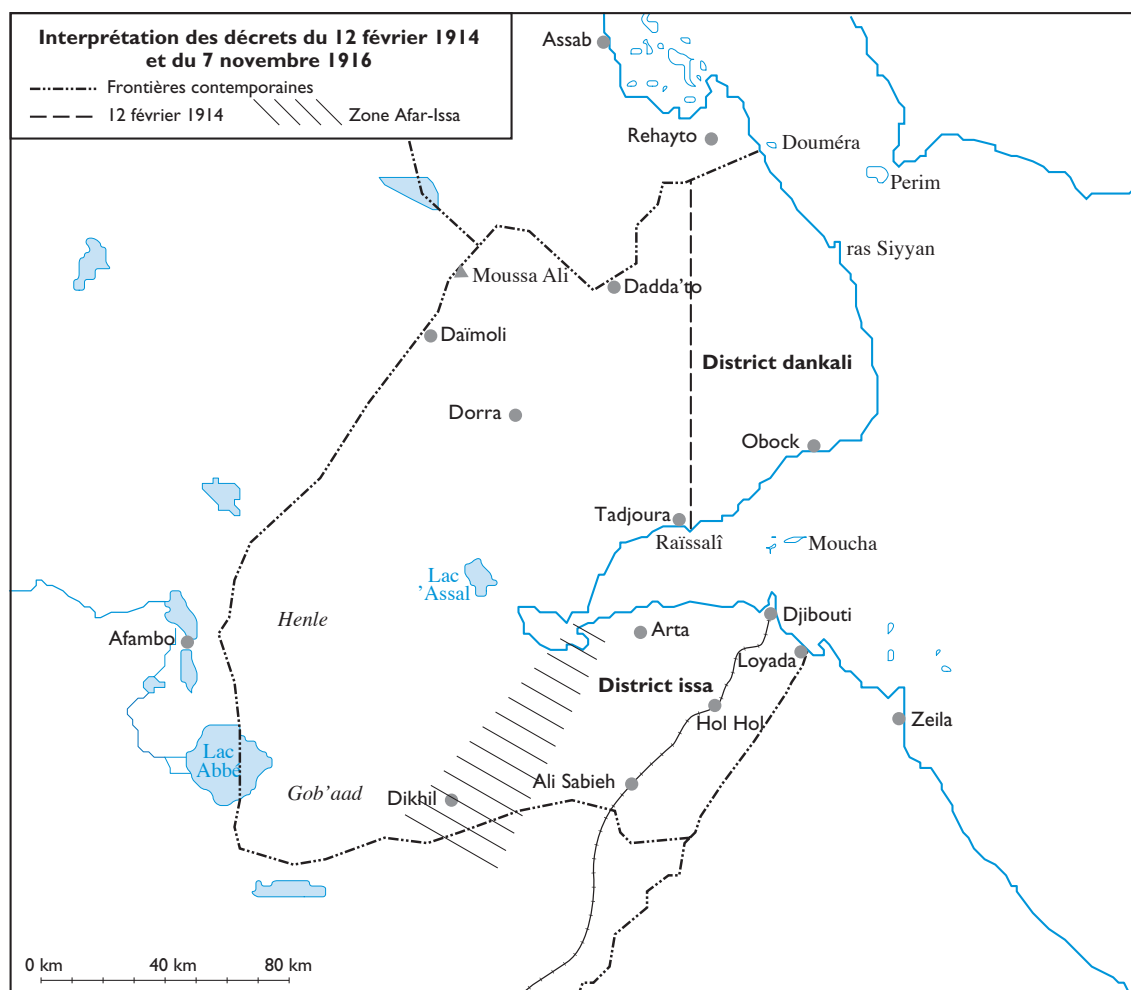 Interprétation des décrets du 12 février 1914
et du 7 novembre 1916
Frontières contemporaines
12 février 1914
Zone Afar-Issa
Assab
Rehayto
Douméra
Perim
ras Siyyan
Moussa Ali
Dadda'to
Daïmoli
District dankali
Dorra
Obock
Tadjoura
Raïssalî
Moucha
Lac
'Assal
Henle
Afambo
Arta
Djibouti
Loyada
District issa
Hol Hol
Zeila
Lac
Abbé
Gob'aad
Dikhil
Ali Sabieh
0 km
40 km
80 km